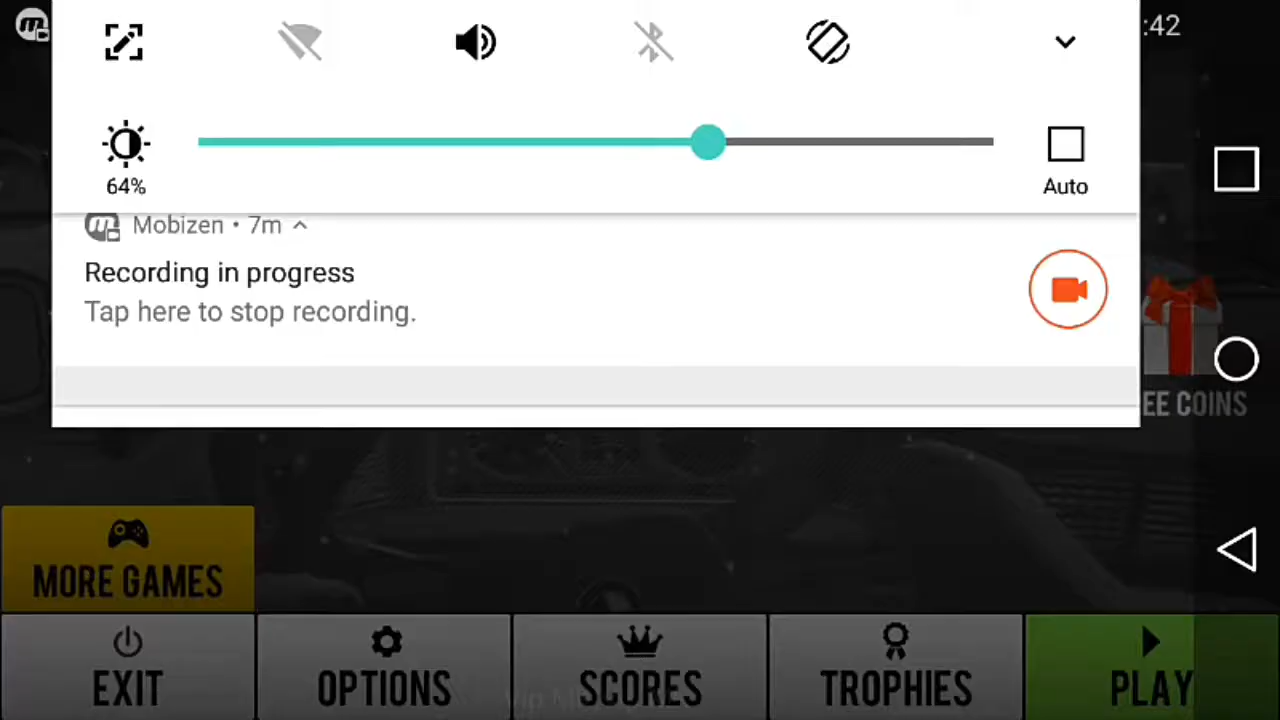 :42
64%
Auto
Mobizen • 7m
Recording in progress
Tap here to stop recording.
EE COINS
MORE GAMES
EXIT
OPTIONS
SCORES
TROPHIES
PLAY